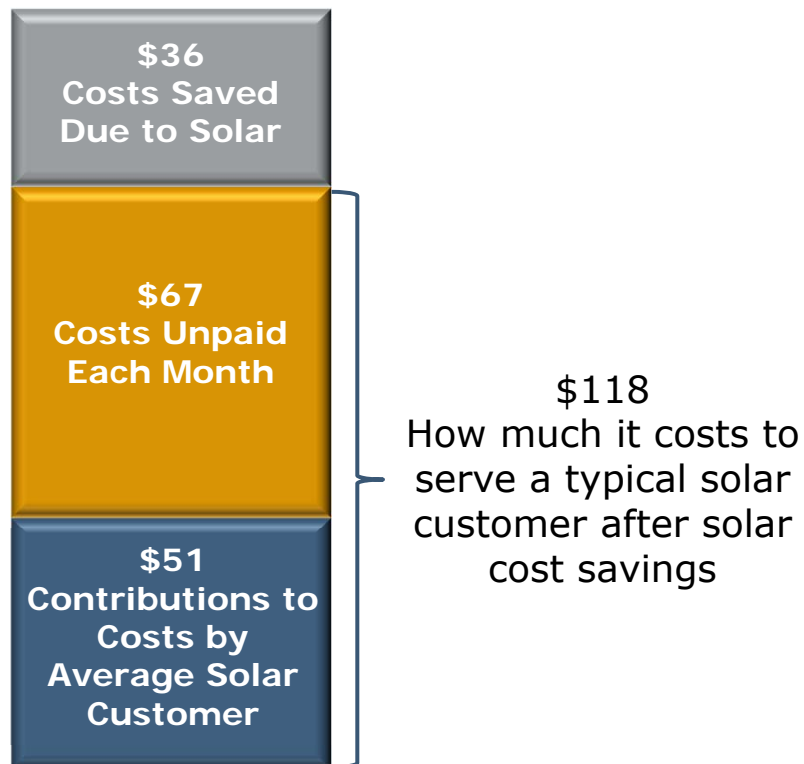 $36
Costs Saved
Due to Solar
$67
Costs Unpaid
Each Month
$118
How much it costs to
serve a typical solar
customer after solar
cost savings
$51
Contributions to
Costs by
Average Solar
Customer